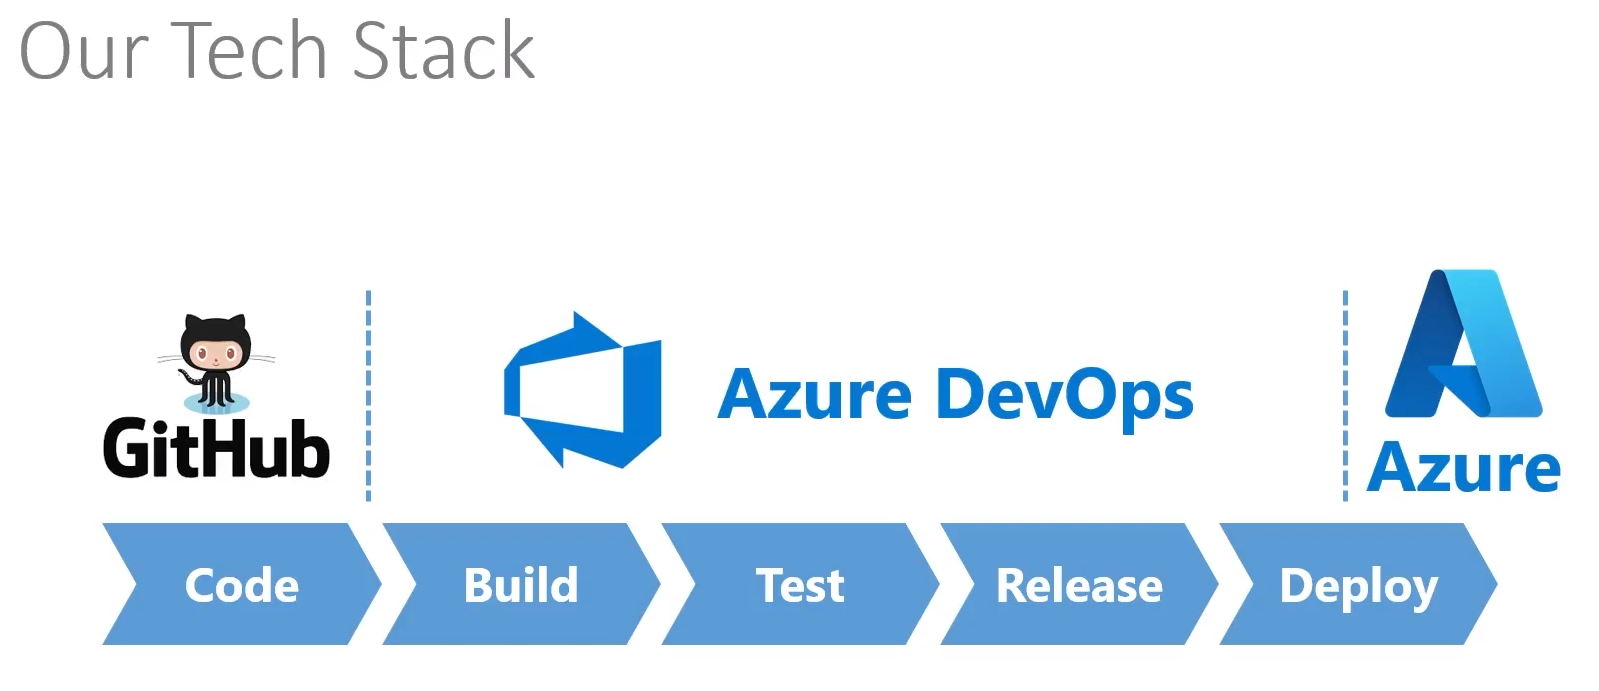 Our Tech Stack
GitHub
Azure DevOps
Azure
Code
Build
Test
Release
Deploy